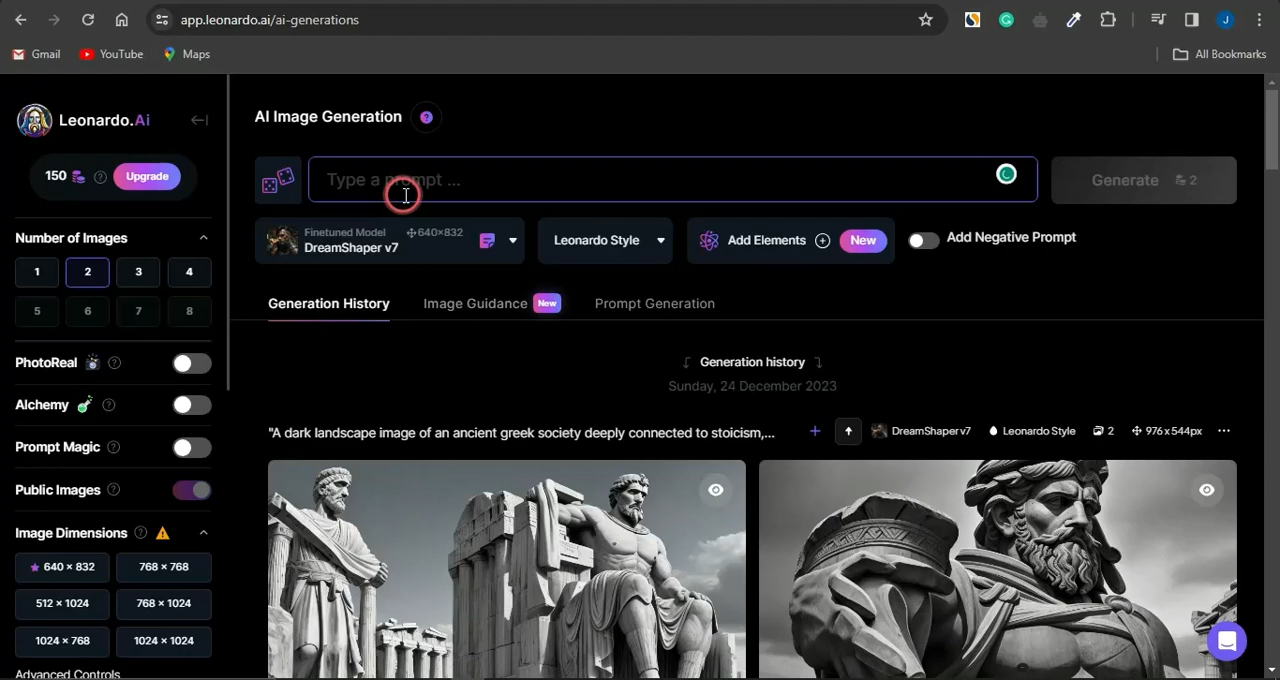 app.leonardo.ai/ai-generations
J
Gmail
YouTube
Maps
All Bookmarks
Leonardo.Ai
150
Upgrade
Number of Images
1 2 3 4
5 6 7 8
PhotoReal
Alchemy
Prompt Magic
Public Images
Image Dimensions
640 × 832 768 × 768
512 × 1024 768 × 1024
1024 × 768 1024 × 1024
Advanced Controls
AI Image Generation ?
Type a prompt ...
Generate 2
Finetuned Model 640×832
DreamShaper v7
Leonardo Style
Add Elements New
Add Negative Prompt
Generation History
Image Guidance New
Prompt Generation
Generation history
Sunday, 24 December 2023
"A dark landscape image of an ancient greek society deeply connected to stoicism,...
DreamShaper v7
Leonardo Style
2
976 x 544px